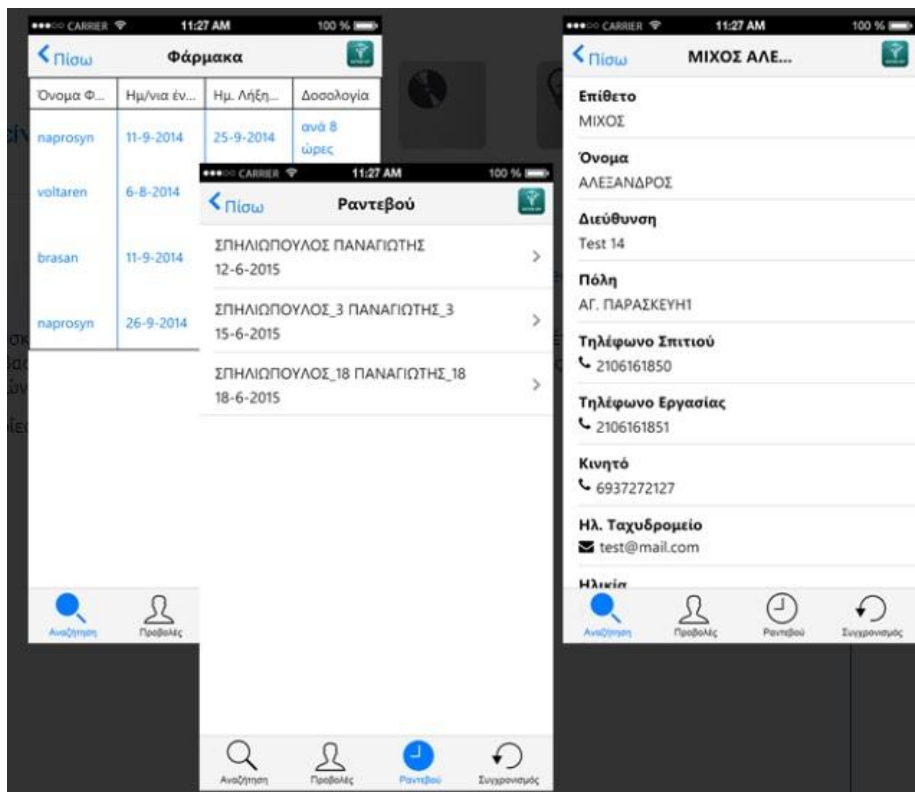 CARRIER 11:27 AM 100 %
Πίσω Φάρμακα
Όνομα Φ... Ημ/νια έν... Ημ. Λήξη... Δοσολογία
naprosyn 11-9-2014 25-9-2014 ανά 8
ώρες
voltaren 6-8-2014
brasan 11-9-2014
naprosyn 26-9-2014
Αναζήτηση Προβολές
CARRIER 11:27 AM 100 %
Πίσω Ραντεβού
ΣΠΗΛΙΩΠΟΥΛΟΣ ΠΑΝΑΓΙΩΤΗΣ
12-6-2015
ΣΠΗΛΙΩΠΟΥΛΟΣ_3 ΠΑΝΑΓΙΩΤΗΣ_3
15-6-2015
ΣΠΗΛΙΩΠΟΥΛΟΣ_18 ΠΑΝΑΓΙΩΤΗΣ_18
18-6-2015
Αναζήτηση Προβολές Ραντεβού Συγχρονισμός
CARRIER 11:27 AM 100 %
Πίσω ΜΙΧΟΣ ΑΛΕ...
Επίθετο
ΜΙΧΟΣ
Όνομα
ΑΛΕΞΑΝΔΡΟΣ
Διεύθυνση
Test 14
Πόλη
ΑΓ. ΠΑΡΑΣΚΕΥΗ1
Τηλέφωνο Σπιτιού
2106161850
Τηλέφωνο Εργασίας
2106161851
Κινητό
6937272127
Ηλ. Ταχυδρομείο
test@mail.com
Ηλικία
Αναζήτηση Προβολές Ραντεβού Συγχρονισμός